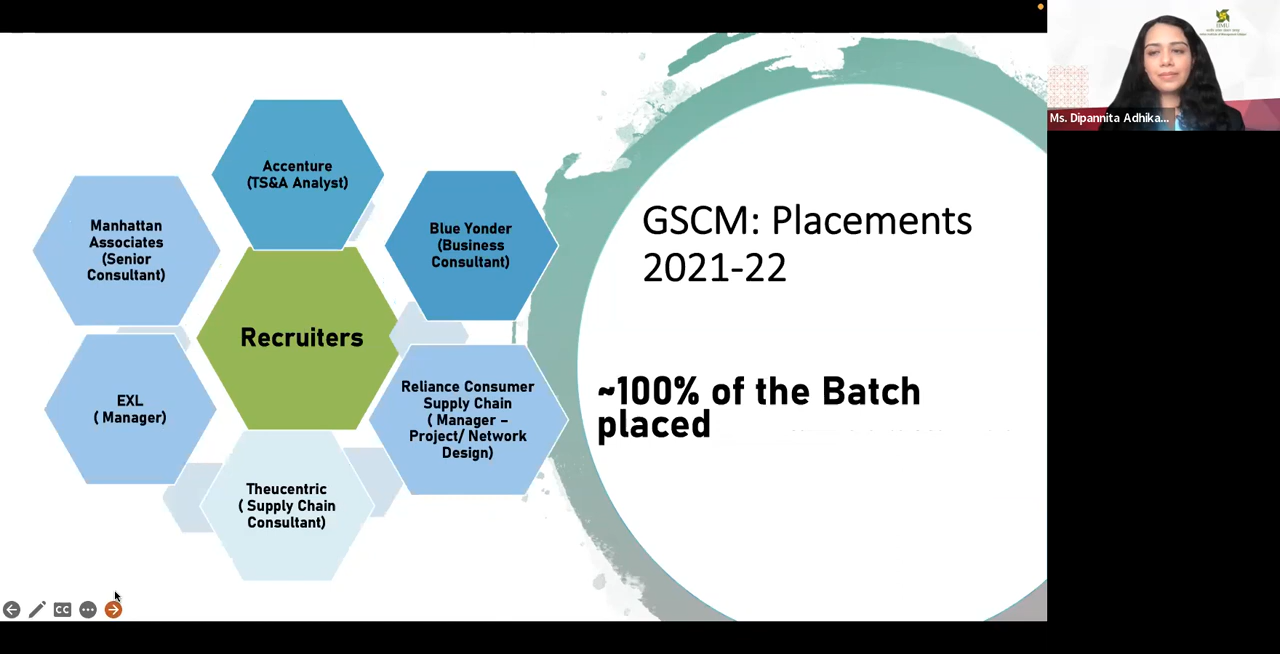 Accenture
(TS&A Analyst)
Manhattan
Associates
(Senior
Consultant)
Blue Yonder
(Business
Consultant)
Recruiters
EXL
( Manager)
Reliance Consumer
Supply Chain
( Manager –
Project/ Network
Design)
Theucentric
( Supply Chain
Consultant)
GSCM: Placements
2021-22
~100% of the Batch
placed
CC
Ms. Dipannita Adhika...